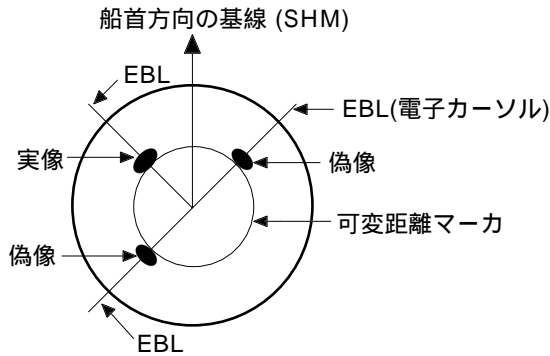 船首方向の基線 (SHM)
EBL
EBL(電子カーソル)
実像
偽像
可変距離マーカ
偽像
EBL